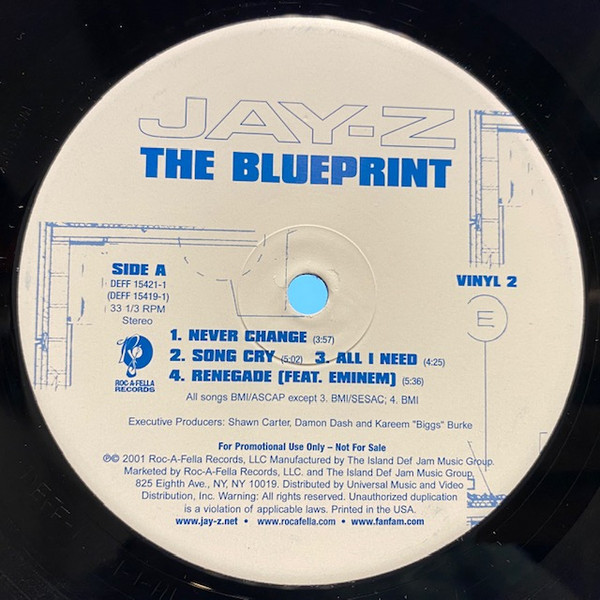 JAY-Z
THE BLUEPRINT
SIDE A
DEFF 15421-1
(DEFF 15419-1)
33 1/3 RPM
Stereo
VINYL 2
E
R
ROC-A-FELLA
RECORDS
1. NEVER CHANGE (3:57)
2. SONG CRY (5:02) 3. ALL I NEED (4:25)
4. RENEGADE (FEAT. EMINEM) (5:36)
All songs BMI/ASCAP except 3. BMI/SESAC; 4. BMI
Executive Producers: Shawn Carter, Damon Dash and Kareem "Biggs" Burke
For Promotional Use Only – Not For Sale
℗© 2001 Roc-A-Fella Records, LLC Manufactured by The Island Def Jam Music Group.
Marketed by Roc-A-Fella Records, LLC. and The Island Def Jam Music Group
825 Eighth Ave., NY, NY 10019. Distributed by Universal Music and Video
Distribution, Inc. Warning: All rights reserved. Unauthorized duplication
is a violation of applicable laws. Printed in the USA.
www.jay-z.net • www.rocafella.com • www.fanfam.com